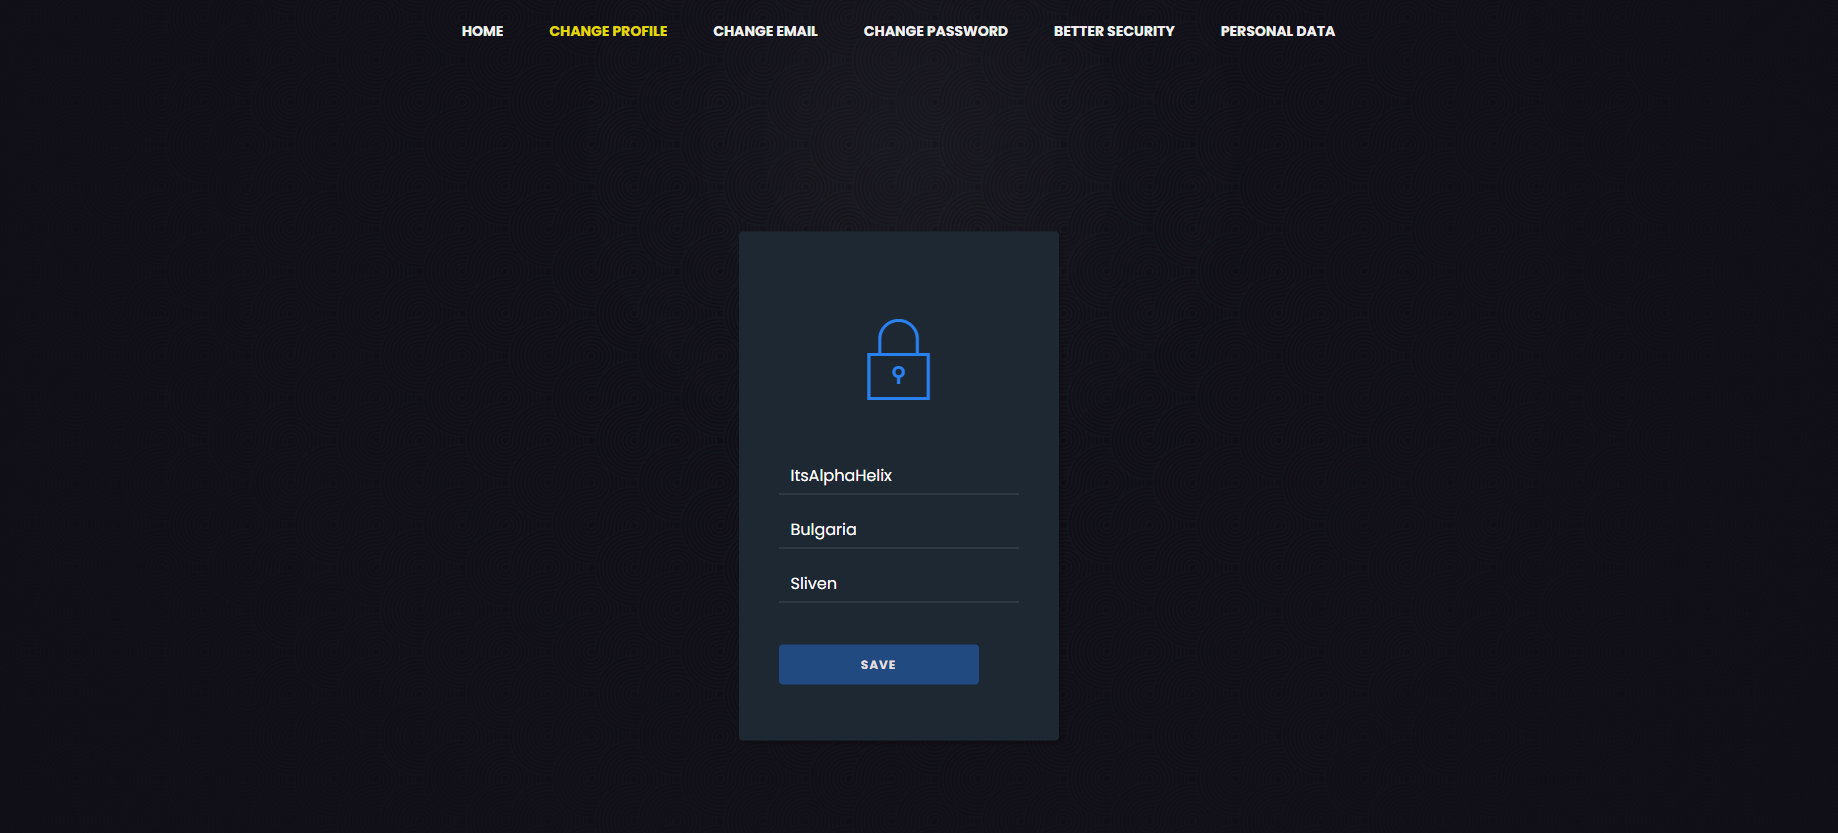 HOME CHANGE PROFILE CHANGE EMAIL CHANGE PASSWORD BETTER SECURITY PERSONAL DATA
ItsAlphaHelix
Bulgaria
Sliven
SAVE